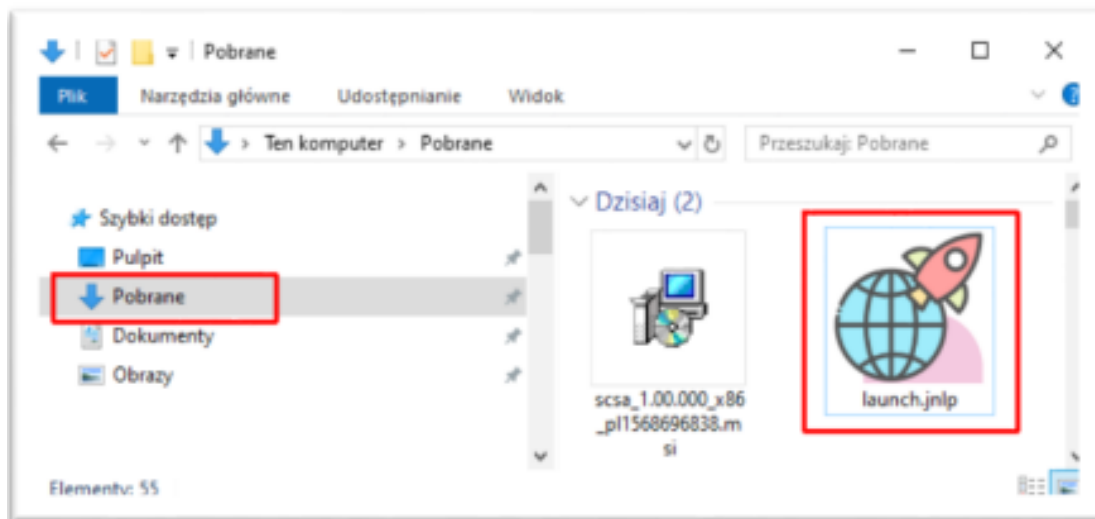 Pobrane
Plik Narzędzia główne Udostępnianie Widok
Ten komputer > Pobrane
Przeszukaj: Pobrane
Szybki dostęp
Pulpit
Pobrane
Dokumenty
Obrazy
Dzisiaj (2)
scsa_1.00.000_x86
_pl1568696838.m
si
launch.jnlp
Elementy: 55